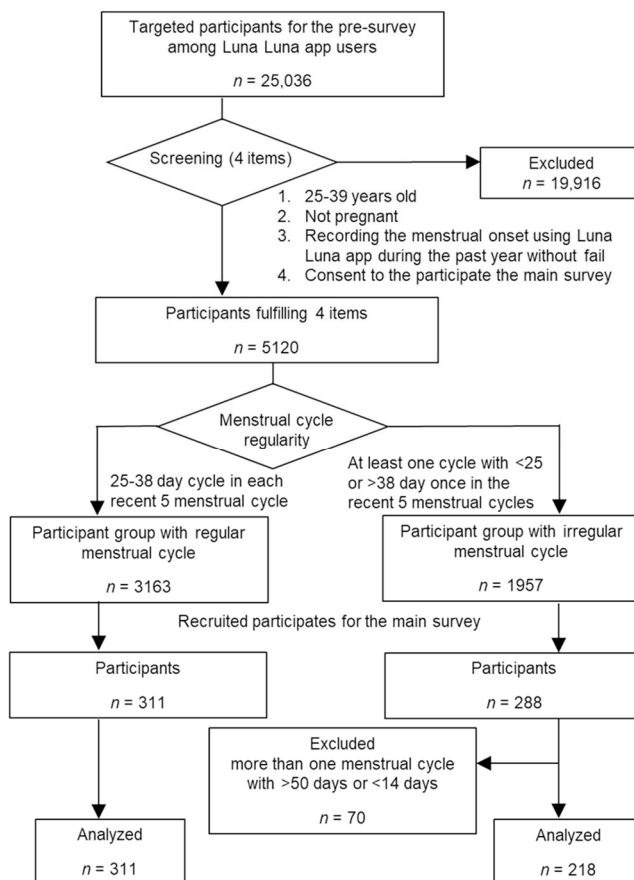 Targeted participants for the pre-survey
among Luna Luna app users
n = 25,036
Screening (4 items)
Excluded
n = 19,916
1. 25-39 years old
2. Not pregnant
3. Recording the menstrual onset using Luna
Luna app during the past year without fail
4. Consent to the participate the main survey
Participants fulfilling 4 items
n = 5120
Menstrual cycle
regularity
25-38 day cycle in each
recent 5 menstrual cycle
At least one cycle with <25
or >38 day once in the
recent 5 menstrual cycles
Participant group with regular
menstrual cycle
n = 3163
Participant group with irregular
menstrual cycle
n = 1957
Recruited participates for the main survey
Participants
n = 311
Participants
n = 288
Excluded
more than one menstrual cycle
with >50 days or <14 days
n = 70
Analyzed
n = 311
Analyzed
n = 218